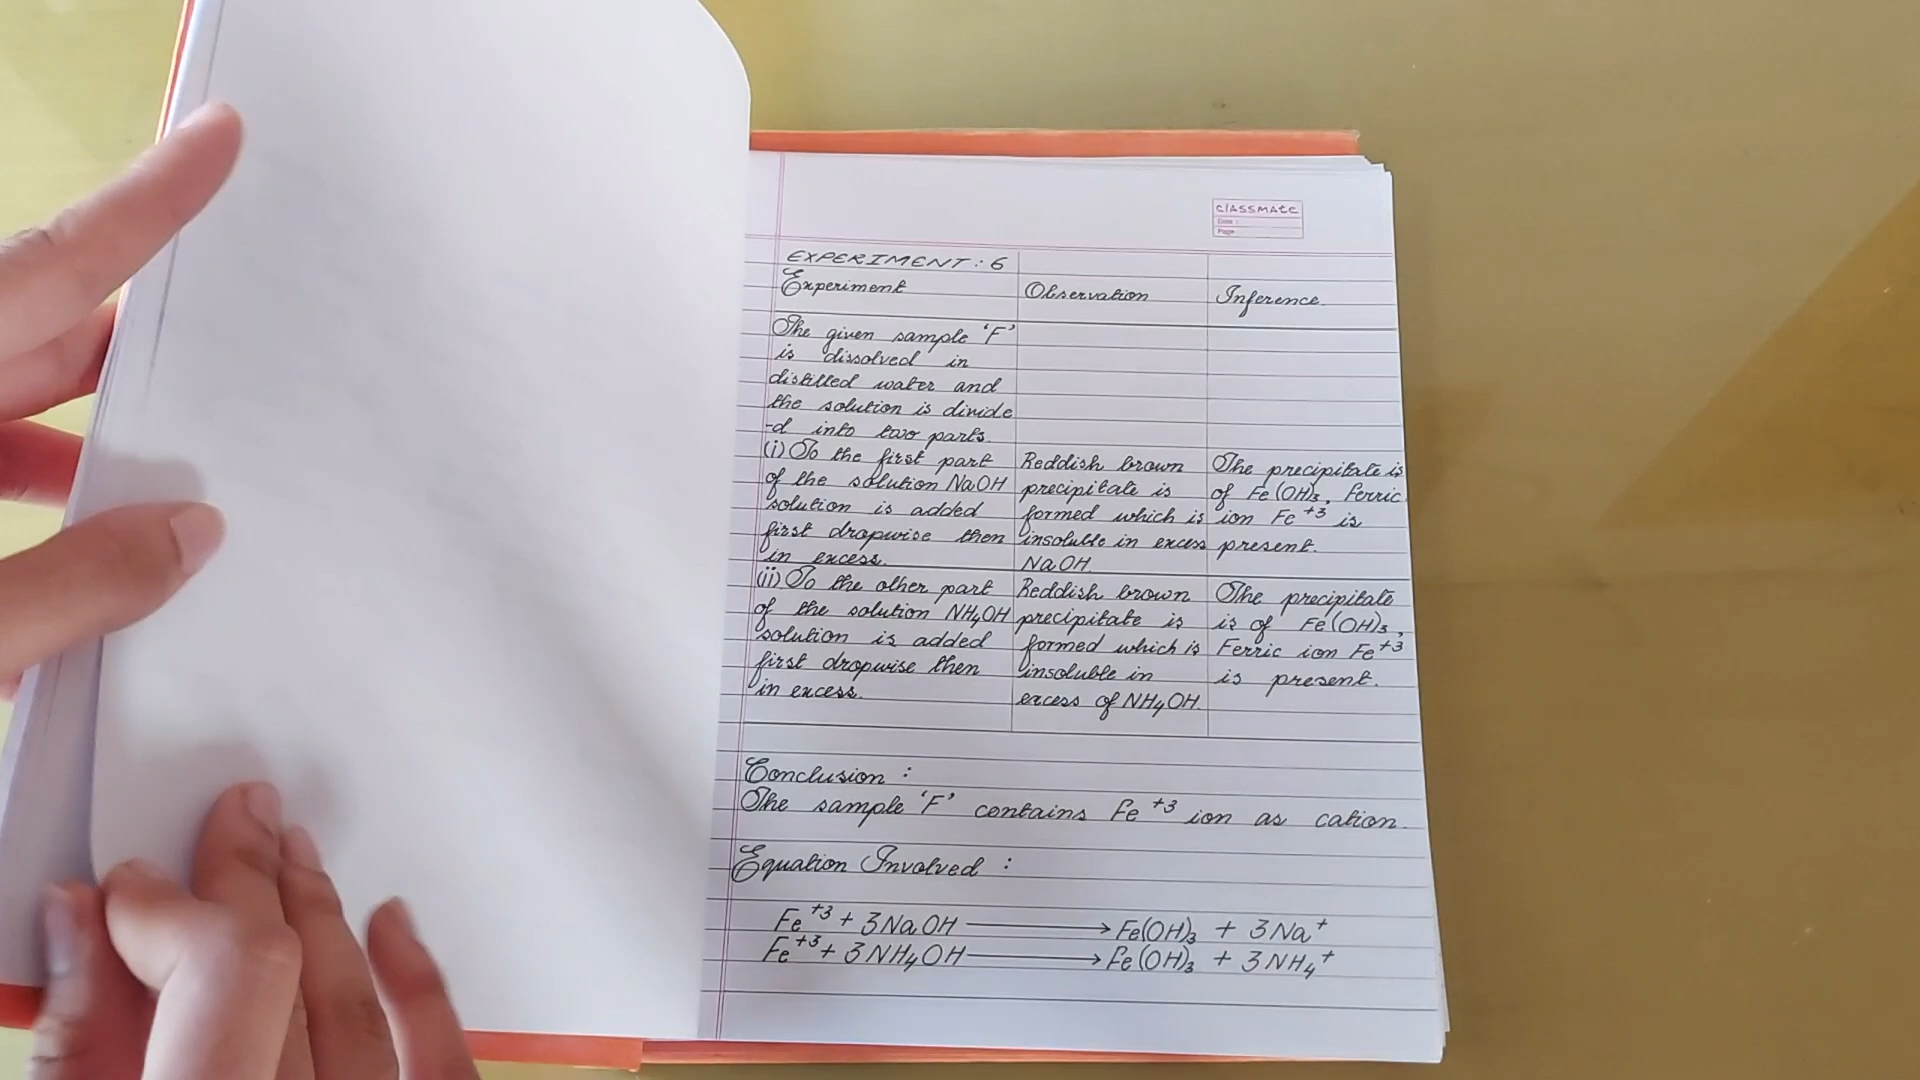 classmate
Date :
Page
EXPERIMENT : 6
Experiment Observation Inference
The given sample 'F'
is dissolved in
distilled water and
the solution is divide
-d into two parts.
(i) To the first part
of the solution NaOH
solution is added
first dropwise then
in excess.
Reddish brown
precipitate is
formed which is
insoluble in excess
NaOH.
The precipitate is
of Fe(OH)₃, Ferric
ion Fe⁺³ is
present.
(ii) To the other part
of the solution NH₄OH
solution is added
first dropwise then
in excess.
Reddish brown
precipitate is
formed which is
insoluble in
excess of NH₄OH.
The precipitate
is of Fe(OH)₃,
Ferric ion Fe⁺³
is present.
Conclusion :
The sample 'F' contains Fe⁺³ ion as cation.
Equation Involved :
Fe⁺³ + 3NaOH ⟶ Fe(OH)₃ + 3Na⁺
Fe⁺³ + 3NH₄OH ⟶ Fe(OH)₃ + 3NH₄⁺